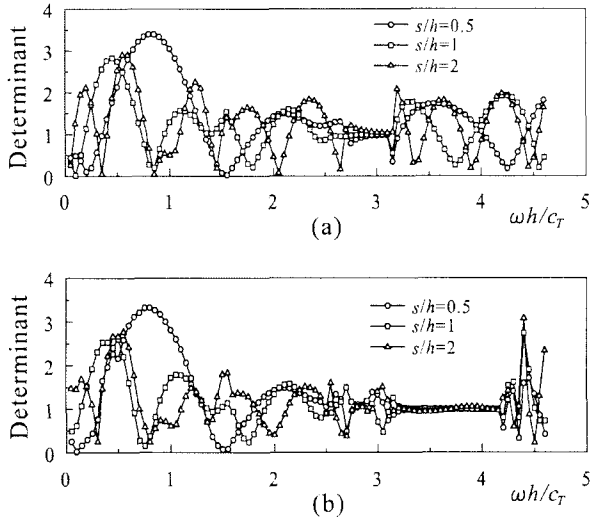 (a)
Determinant
4
3
2
1
0
s/h=0.5
s/h=1
s/h=2
0 1 2 3 4 5
(a)
ωh/c_T
Determinant
4
3
2
1
0
s/h=0.5
s/h=1
s/h=2
0 1 2 3 4 5
(b)
ωh/c_T